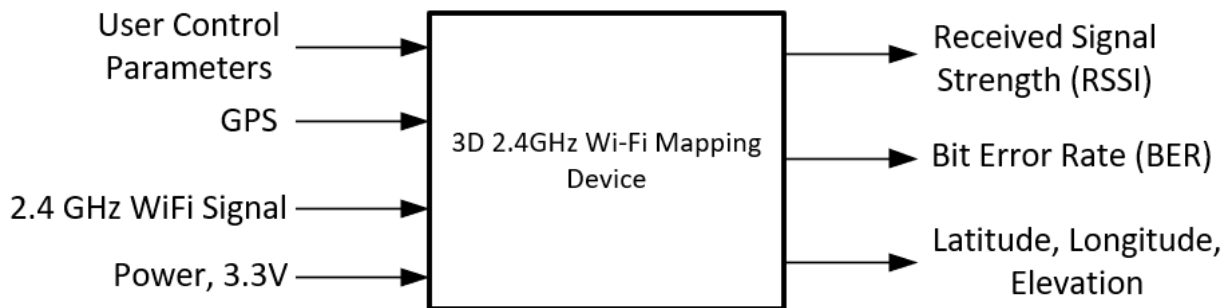 User Control
Parameters
GPS
2.4 GHz WiFi Signal
Power, 3.3V
3D 2.4GHz Wi-Fi Mapping
Device
Received Signal
Strength (RSSI)
Bit Error Rate (BER)
Latitude, Longitude,
Elevation